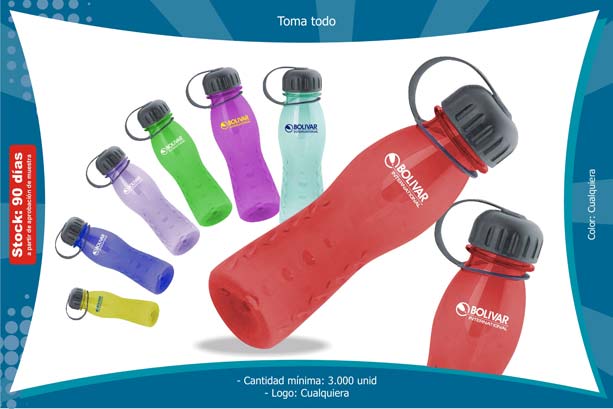 Toma todo
Stock: 90 días
a partir de aprobación de muestra
BOLIVAR
INTERNATIONAL
BOLIVAR
INTERNATIONAL
BOLIVAR
INTERNATIONAL
BOLIVAR
INTERNATIONAL
Color: Cualquiera
- Cantidad mínima: 3.000 unid
- Logo: Cualquiera